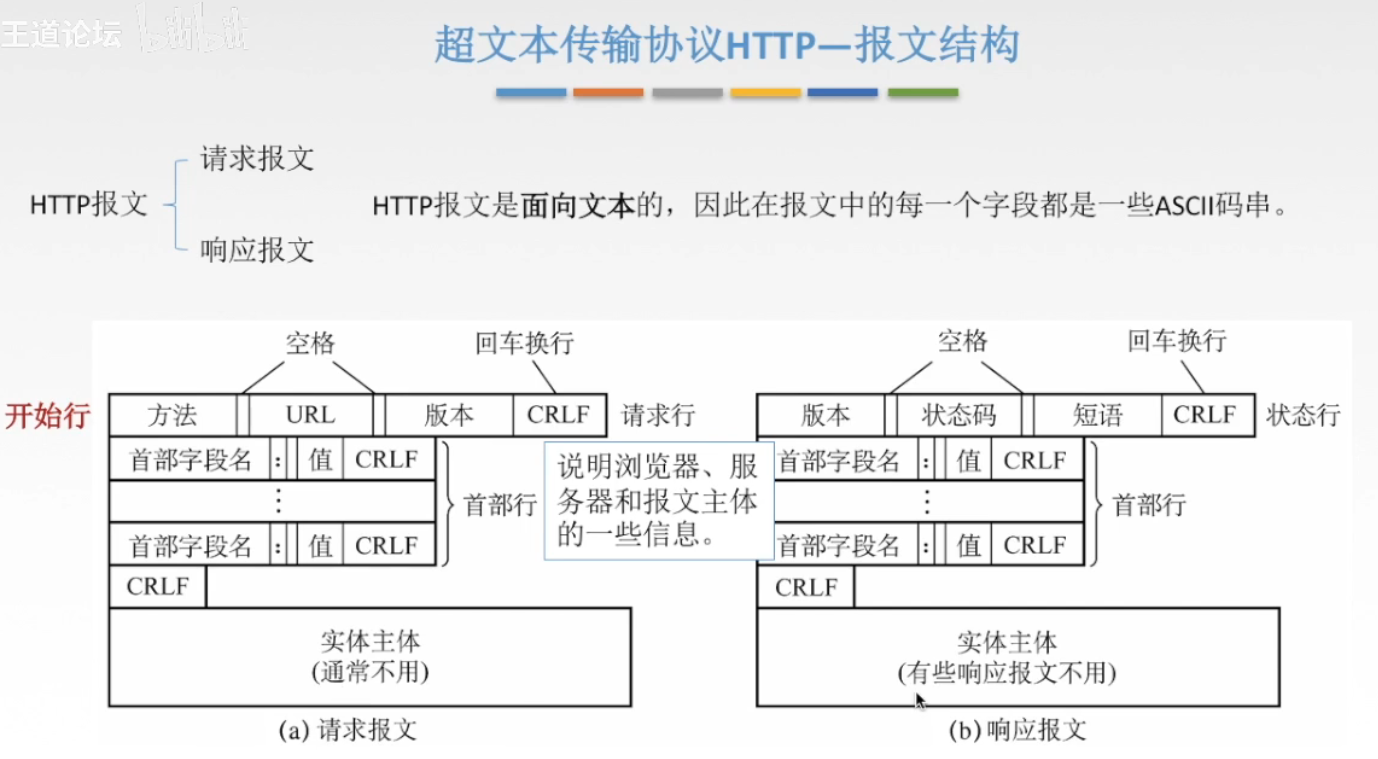 王道论坛 bilibili
超文本传输协议HTTP—报文结构
请求报文
HTTP报文
响应报文
HTTP报文是面向文本的，因此在报文中的每一个字段都是一些ASCII码串。
空格 回车换行
开始行 方法 URL 版本 CRLF 请求行
首部字段名 : 值 CRLF
⋮
首部字段名 : 值 CRLF
首部行
CRLF
实体主体
(通常不用)
(a) 请求报文
说明浏览器、服
务器和报文主体
的一些信息。
空格 回车换行
版本 状态码 短语 CRLF 状态行
首部字段名 : 值 CRLF
⋮
首部字段名 : 值 CRLF
首部行
CRLF
实体主体
(有些响应报文不用)
(b) 响应报文